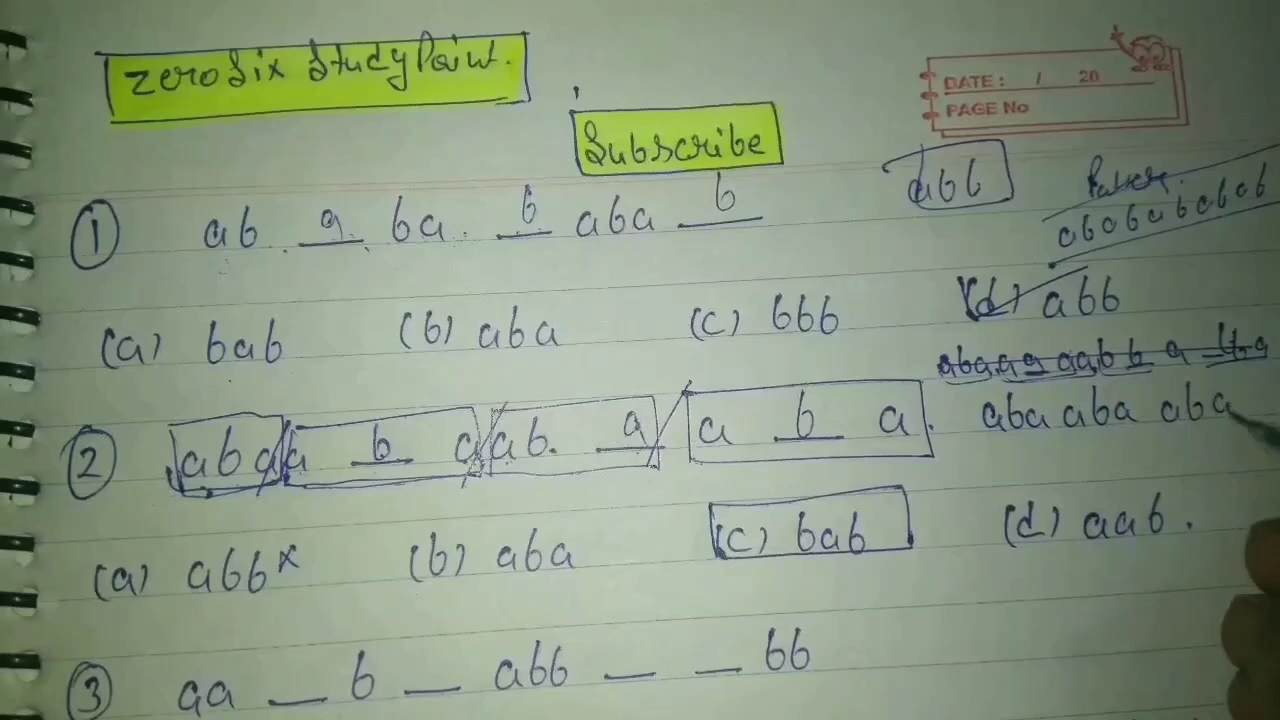 ZeroSix StudyPoint.
Subscribe
DATE: / 20
PAGE No
abb
① ab a ba b aba b
abababab
(a) bab (b) aba (c) bbb (d) abb
② aba a b a ab a a b a. aba aba aba
(a) abb× (b) aba (c) bab (d) aab.
③ aa _ b _ abb _ _ bb